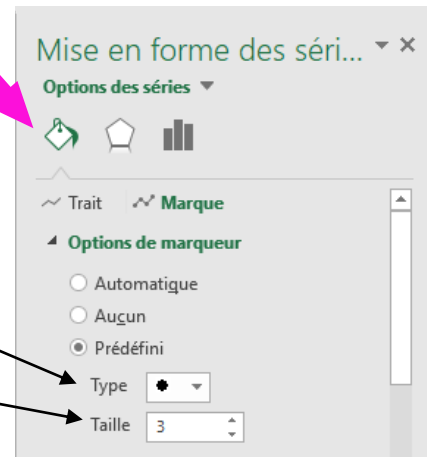 Mise en forme des séri...
Options des séries
Trait Marque
Options de marqueur
Automatique
Aucun
Prédéfini
Type
Taille 3